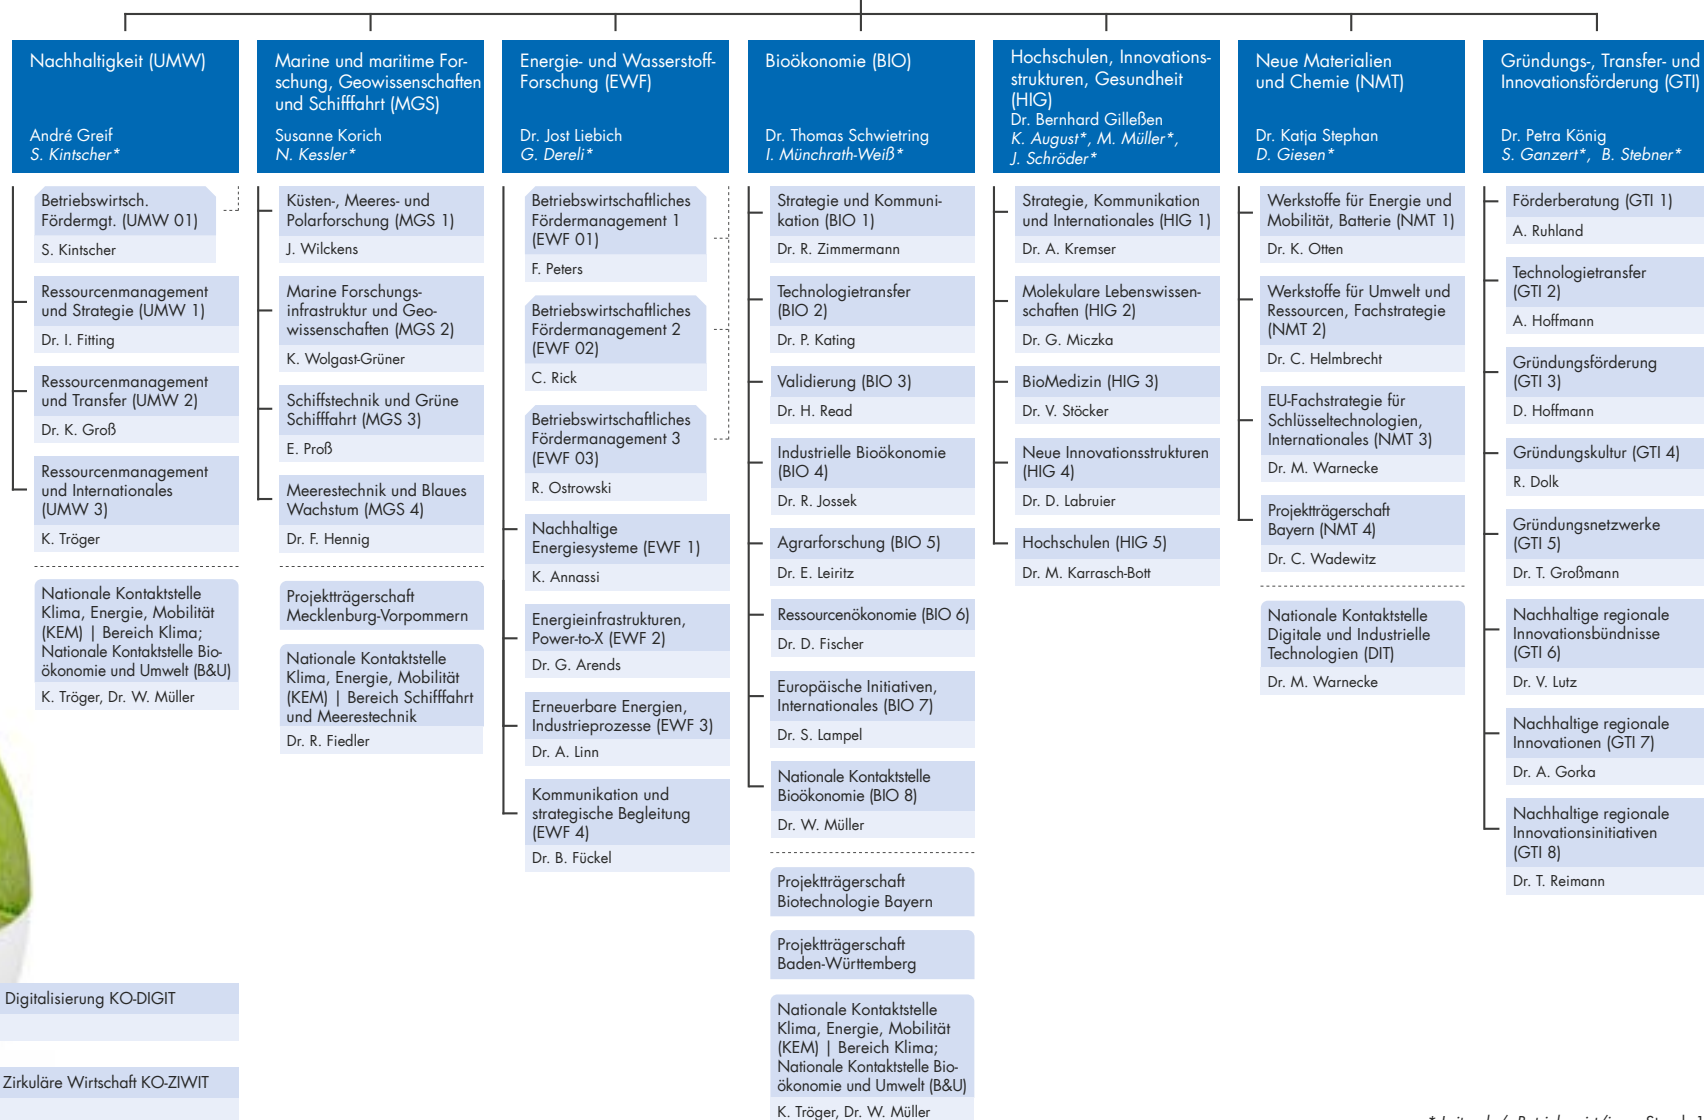 Nachhaltigkeit (UMW)
André Greif
S. Kintscher*
Betriebswirtsch.
Fördermgt. (UMW 01)
S. Kintscher
Ressourcenmanagement
und Strategie (UMW 1)
Dr. I. Fitting
Ressourcenmanagement
und Transfer (UMW 2)
Dr. K. Groß
Ressourcenmanagement
und Internationales
(UMW 3)
K. Tröger
Nationale Kontaktstelle
Klima, Energie, Mobilität
(KEM) | Bereich Klima;
Nationale Kontaktstelle Bio-
ökonomie und Umwelt (B&U)
K. Tröger, Dr. W. Müller
Digitalisierung KO-DIGIT
Zirkuläre Wirtschaft KO-ZIWIT
Marine und maritime For-
schung, Geowissenschaften
und Schifffahrt (MGS)
Susanne Korich
N. Kessler*
Küsten-, Meeres- und
Polarforschung (MGS 1)
J. Wilckens
Marine Forschungs-
infrastruktur und Geo-
wissenschaften (MGS 2)
K. Wolgast-Grüner
Schiffstechnik und Grüne
Schifffahrt (MGS 3)
E. Proß
Meerestechnik und Blaues
Wachstum (MGS 4)
Dr. F. Hennig
Projektträgerschaft
Mecklenburg-Vorpommern
Nationale Kontaktstelle
Klima, Energie, Mobilität
(KEM) | Bereich Schifffahrt
und Meerestechnik
Dr. R. Fiedler
Energie- und Wasserstoff-
Forschung (EWF)
Dr. Jost Liebich
G. Dereli*
Betriebswirtschaftliches
Fördermanagement 1
(EWF 01)
F. Peters
Betriebswirtschaftliches
Fördermanagement 2
(EWF 02)
C. Rick
Betriebswirtschaftliches
Fördermanagement 3
(EWF 03)
R. Ostrowski
Nachhaltige
Energiesysteme (EWF 1)
K. Annassi
Energieinfrastrukturen,
Power-to-X (EWF 2)
Dr. G. Arends
Erneuerbare Energien,
Industrieprozesse (EWF 3)
Dr. A. Linn
Kommunikation und
strategische Begleitung
(EWF 4)
Dr. B. Fückel
Bioökonomie (BIO)
Dr. Thomas Schwietring
I. Münchrath-Weiß*
Strategie und Kommuni-
kation (BIO 1)
Dr. R. Zimmermann
Technologietransfer
(BIO 2)
Dr. P. Kating
Validierung (BIO 3)
Dr. H. Read
Industrielle Bioökonomie
(BIO 4)
Dr. R. Jossek
Agrarforschung (BIO 5)
Dr. E. Leiritz
Ressourcenökonomie (BIO 6)
Dr. D. Fischer
Europäische Initiativen,
Internationales (BIO 7)
Dr. S. Lampel
Nationale Kontaktstelle
Bioökonomie (BIO 8)
Dr. W. Müller
Projektträgerschaft
Biotechnologie Bayern
Projektträgerschaft
Baden-Württemberg
Nationale Kontaktstelle
Klima, Energie, Mobilität
(KEM) | Bereich Klima;
Nationale Kontaktstelle Bio-
ökonomie und Umwelt (B&U)
K. Tröger, Dr. W. Müller
Hochschulen, Innovations-
strukturen, Gesundheit
(HIG)
Dr. Bernhard Gilleßen
K. August*, M. Müller*,
J. Schröder*
Strategie, Kommunikation
und Internationales (HIG 1)
Dr. A. Kremser
Molekulare Lebenswissen-
schaften (HIG 2)
Dr. G. Miczka
BioMedizin (HIG 3)
Dr. V. Stöcker
Neue Innovationsstrukturen
(HIG 4)
Dr. D. Labruier
Hochschulen (HIG 5)
Dr. M. Karrasch-Bott
Neue Materialien
und Chemie (NMT)
Dr. Katja Stephan
D. Giesen*
Werkstoffe für Energie und
Mobilität, Batterie (NMT 1)
Dr. K. Otten
Werkstoffe für Umwelt und
Ressourcen, Fachstrategie
(NMT 2)
Dr. C. Helmbrecht
EU-Fachstrategie für
Schlüsseltechnologien,
Internationales (NMT 3)
Dr. M. Warnecke
Projektträgerschaft
Bayern (NMT 4)
Dr. C. Wadewitz
Nationale Kontaktstelle
Digitale und Industrielle
Technologien (DIT)
Dr. M. Warnecke
Gründungs-, Transfer- und
Innovationsförderung (GTI)
Dr. Petra König
S. Ganzert*, B. Stebner*
Förderberatung (GTI 1)
A. Ruhland
Technologietransfer
(GTI 2)
A. Hoffmann
Gründungsförderung
(GTI 3)
D. Hoffmann
Gründungskultur (GTI 4)
R. Dolk
Gründungsnetzwerke
(GTI 5)
Dr. T. Großmann
Nachhaltige regionale
Innovationsbündnisse
(GTI 6)
Dr. V. Lutz
Nachhaltige regionale
Innovationen (GTI 7)
Dr. A. Gorka
Nachhaltige regionale
Innovationsinitiativen
(GTI 8)
Dr. T. Reimann